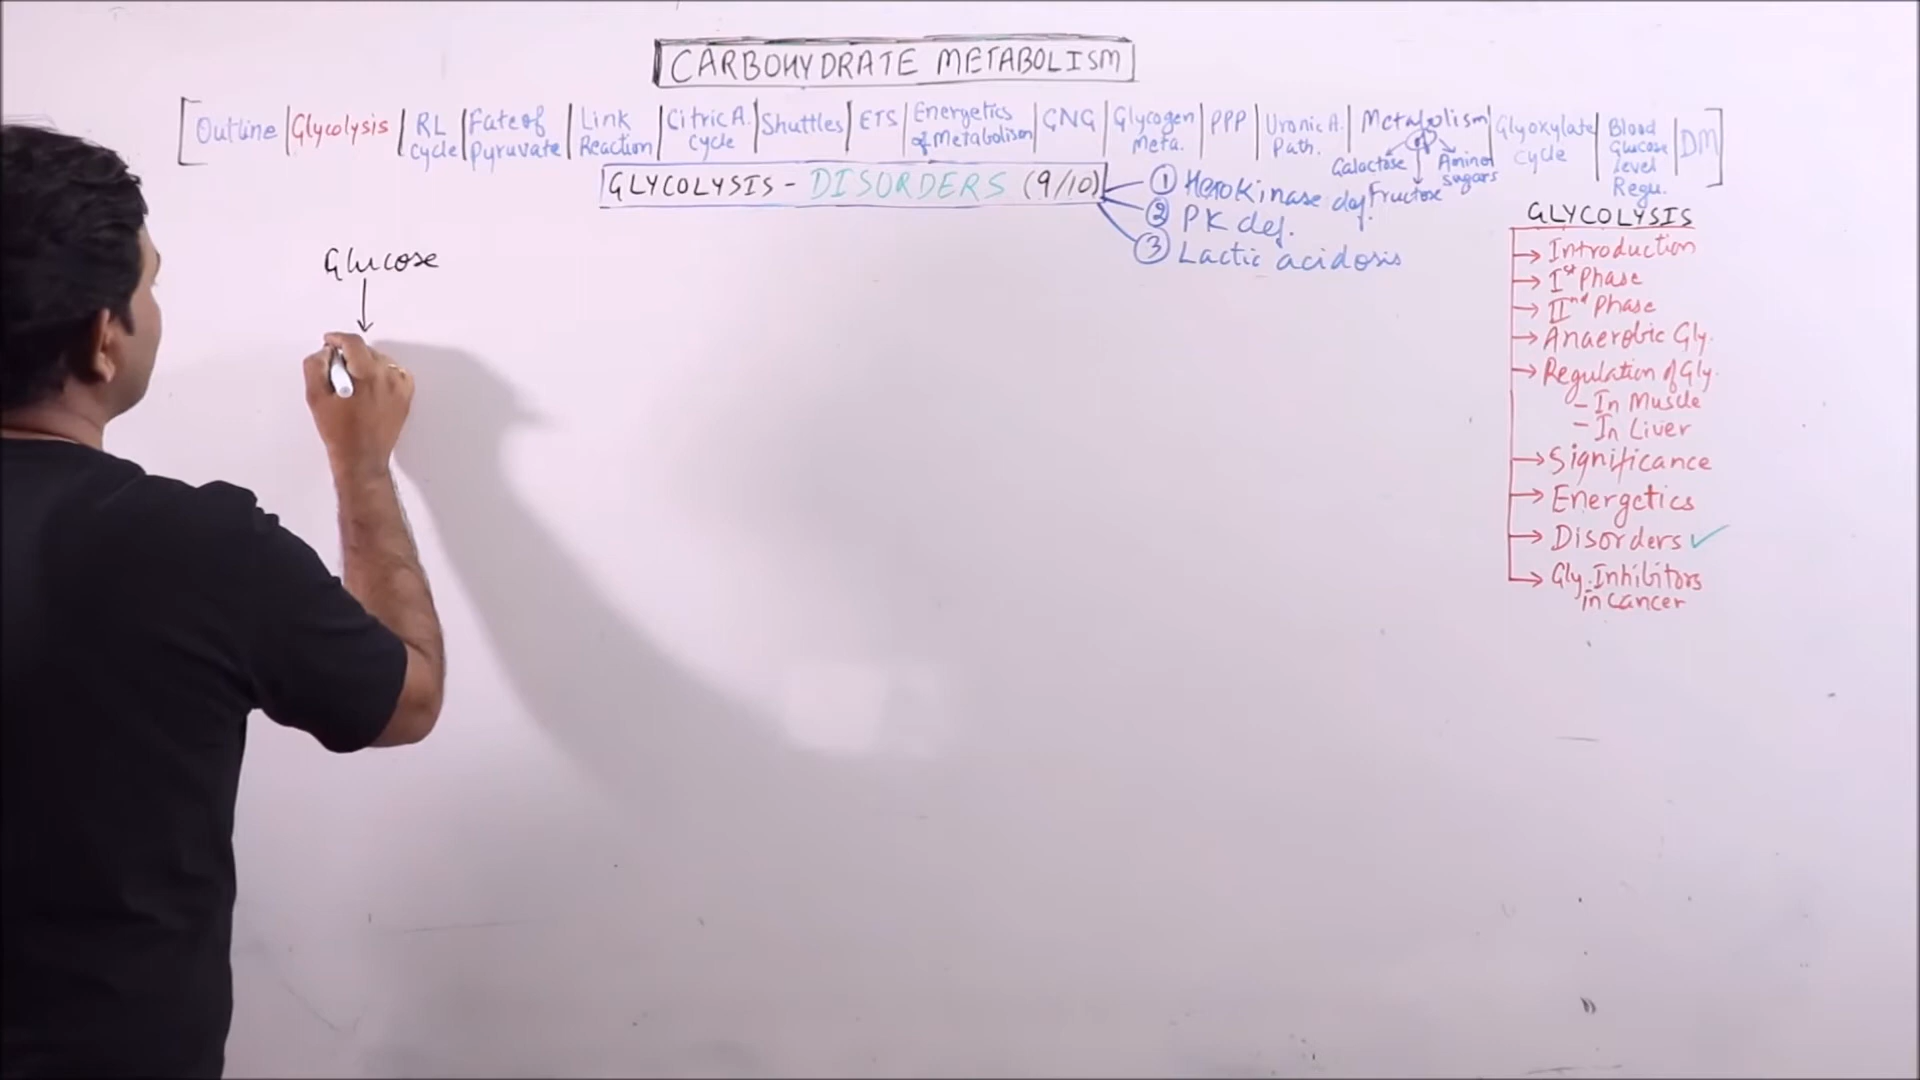 CARBOHYDRATE METABOLISM
Outline | Glycolysis | RL cycle | Fate of pyruvate | Link Reaction | Citric A. cycle | Shuttles | ETS | Energetics of Metabolism | GNG | Glycogen Meta. | PPP | Uronic A. Path. | Metabolism | Glyoxylate cycle | Blood Glucose level Regu. | DM
Galactose Fructose Amino sugars
GLYCOLYSIS - DISORDERS (9/10)
① Hexokinase def.
② PK def.
③ Lactic acidosis
Glucose
GLYCOLYSIS
→ Introduction
→ Ist Phase
→ IInd Phase
→ Anaerobic Gly.
→ Regulation of Gly.
- In Muscle
- In Liver
→ Significance
→ Energetics
→ Disorders ✓
→ Gly. Inhibitors
in cancer